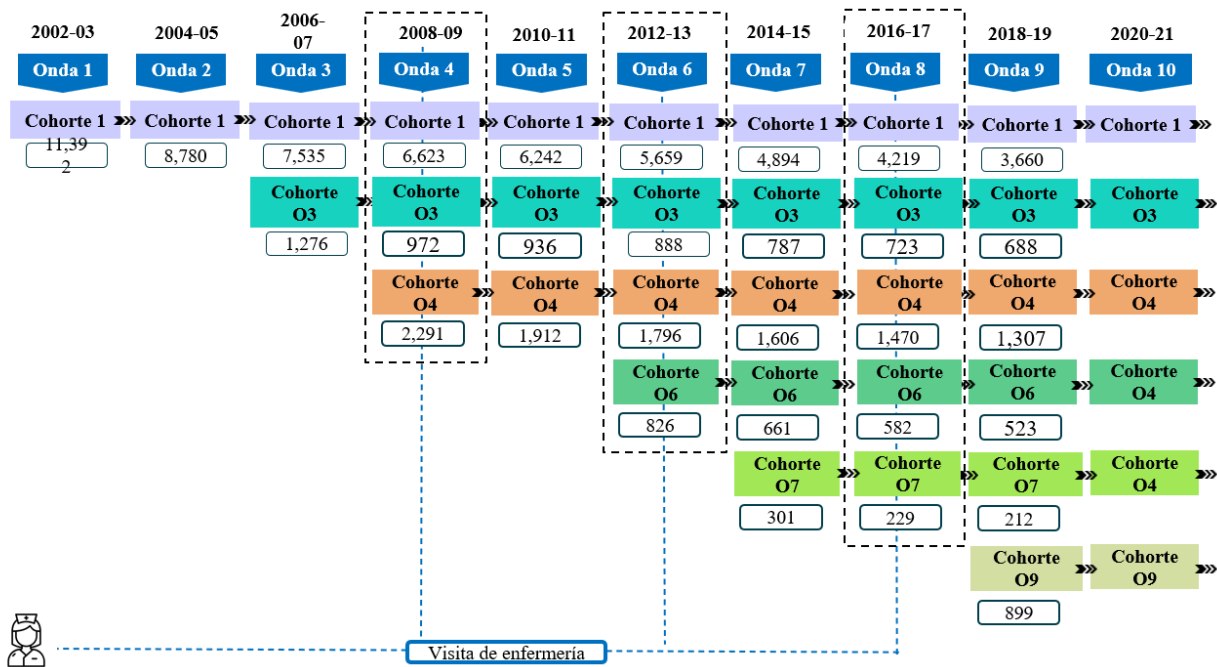 2002-03
2004-05
2006-
07
2008-09
2010-11
2012-13
2014-15
2016-17
2018-19
2020-21
Onda 1
Onda 2
Onda 3
Onda 4
Onda 5
Onda 6
Onda 7
Onda 8
Onda 9
Onda 10
Cohorte 1
Cohorte 1
Cohorte 1
Cohorte 1
Cohorte 1
Cohorte 1
Cohorte 1
Cohorte 1
Cohorte 1
Cohorte 1
11,39
2
8,780
7,535
6,623
6,242
5,659
4,894
4,219
3,660
Cohorte
O3
Cohorte
O3
Cohorte
O3
Cohorte
O3
Cohorte
O3
Cohorte
O3
Cohorte
O3
Cohorte
O3
1,276
972
936
888
787
723
688
Cohorte
O4
Cohorte
O4
Cohorte
O4
Cohorte
O4
Cohorte
O4
Cohorte
O4
Cohorte
O4
2,291
1,912
1,796
1,606
1,470
1,307
Cohorte
O6
Cohorte
O6
Cohorte
O6
Cohorte
O6
Cohorte
O4
826
661
582
523
Cohorte
O7
Cohorte
O7
Cohorte
O7
Cohorte
O4
301
229
212
Cohorte
O9
Cohorte
O9
899
Visita de enfermería